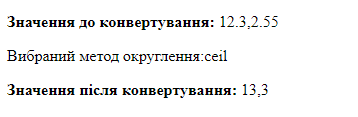 Значення до конвертування: 12.3,2.55
Вибраний метод округлення:ceil
Значення після конвертування: 13,3